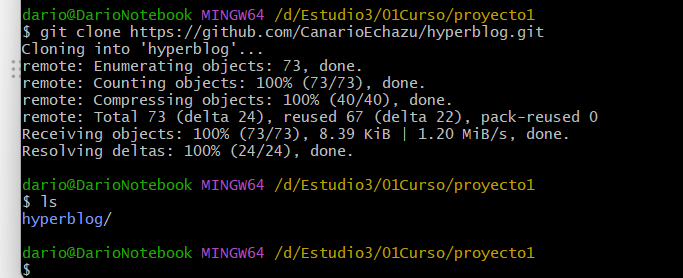 dario@DarioNotebook MINGW64 /d/Estudio3/01Curso/proyecto1
$ git clone https://github.com/CanarioEchazu/hyperblog.git
Cloning into 'hyperblog'...
remote: Enumerating objects: 73, done.
remote: Counting objects: 100% (73/73), done.
remote: Compressing objects: 100% (40/40), done.
remote: Total 73 (delta 24), reused 67 (delta 22), pack-reused 0
Receiving objects: 100% (73/73), 8.39 KiB | 1.20 MiB/s, done.
Resolving deltas: 100% (24/24), done.
dario@DarioNotebook MINGW64 /d/Estudio3/01Curso/proyecto1
$ ls
hyperblog/
dario@DarioNotebook MINGW64 /d/Estudio3/01Curso/proyecto1
$